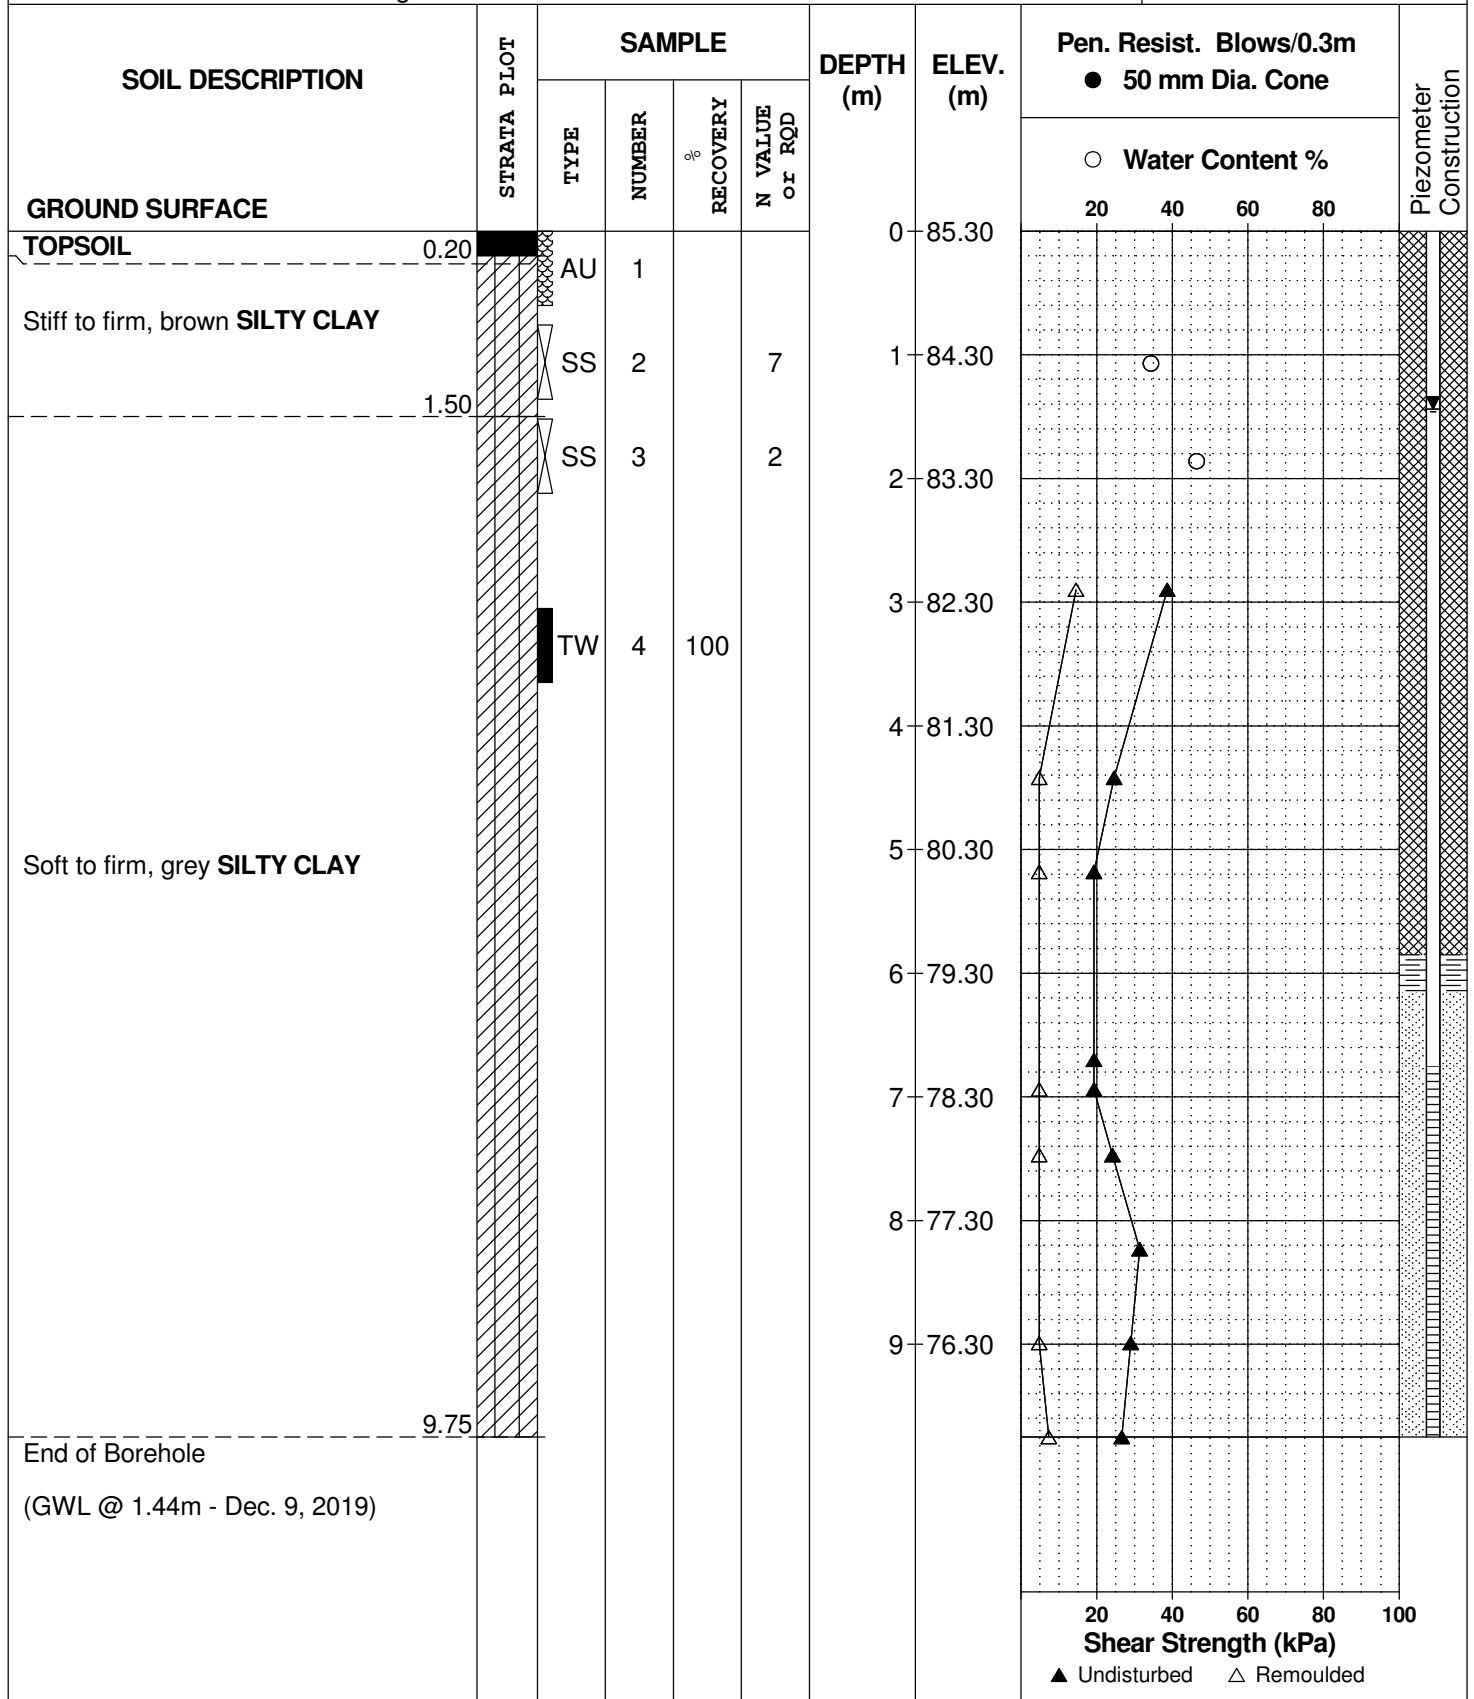 SOIL DESCRIPTION
GROUND SURFACE
STRATA PLOT
SAMPLE
TYPE
NUMBER
%
RECOVERY
N VALUE
or RQD
DEPTH
(m)
ELEV.
(m)
Pen. Resist. Blows/0.3m
● 50 mm Dia. Cone
○ Water Content %
20 40 60 80
Piezometer
Construction
TOPSOIL 0.20
AU 1
0 85.30
Stiff to firm, brown SILTY CLAY
SS 2 7
1 84.30
1.50
SS 3 2
2 83.30
3 82.30
TW 4 100
4 81.30
5 80.30
Soft to firm, grey SILTY CLAY
6 79.30
7 78.30
8 77.30
9 76.30
9.75
End of Borehole
(GWL @ 1.44m - Dec. 9, 2019)
20 40 60 80 100
Shear Strength (kPa)
▲ Undisturbed △ Remoulded